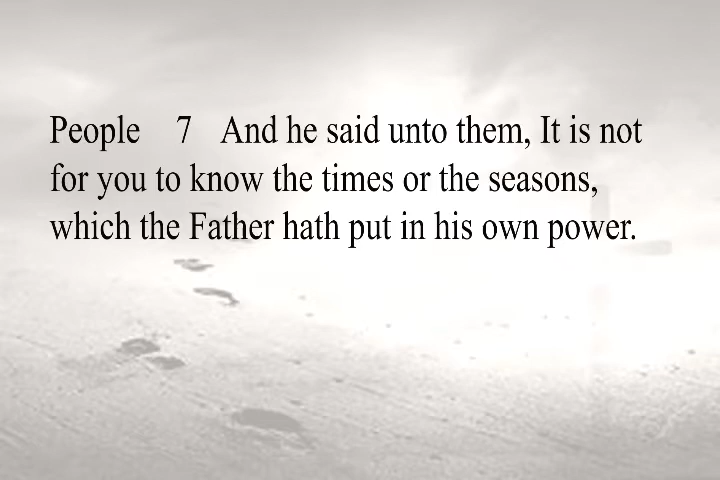 People 7 And he said unto them, It is not
for you to know the times or the seasons,
which the Father hath put in his own power.